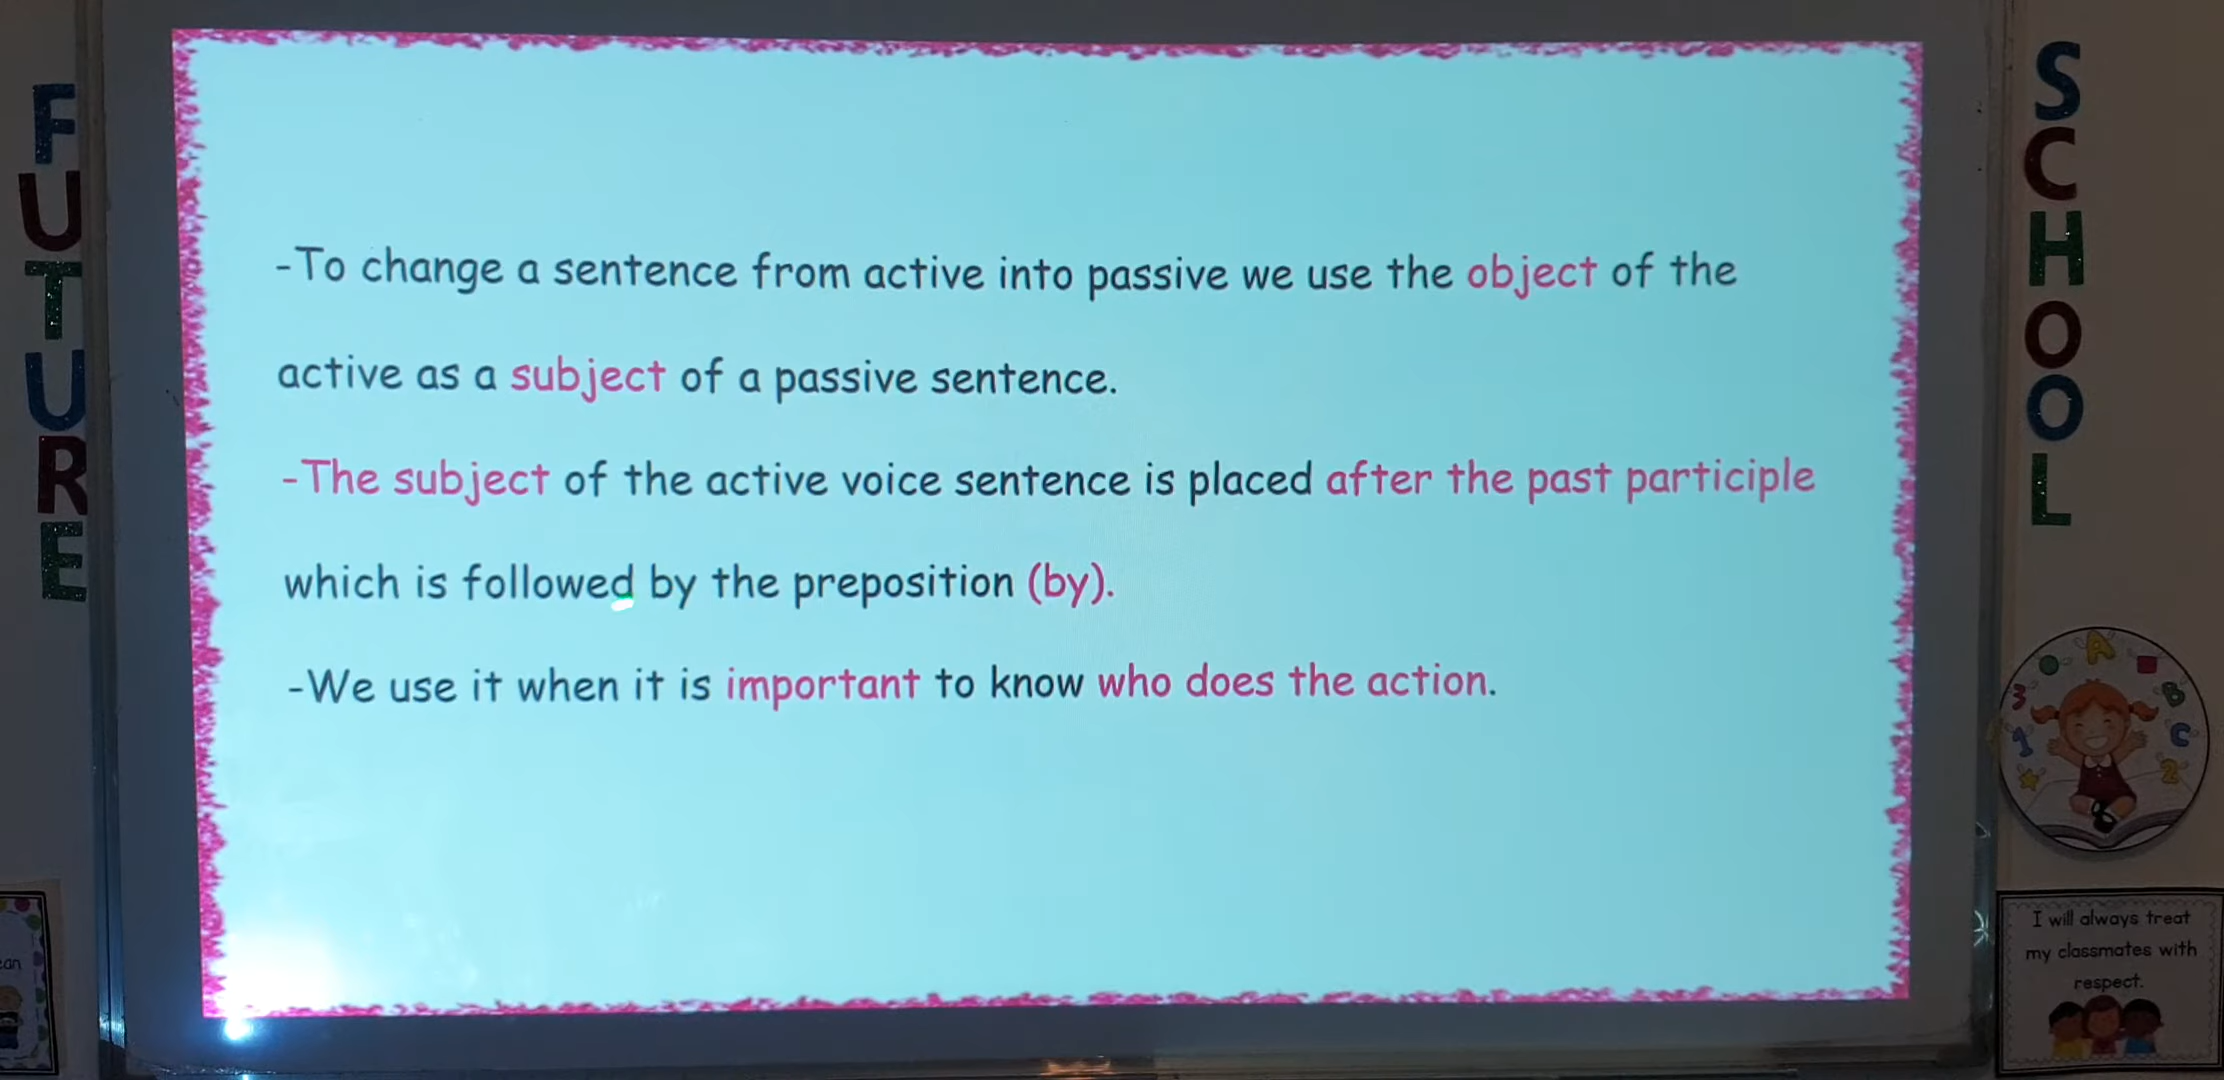 FUTURE
-To change a sentence from active into passive we use the object of the
active as a subject of a passive sentence.
-The subject of the active voice sentence is placed after the past participle
which is followed by the preposition (by).
-We use it when it is important to know who does the action.
SCHOOL
A
B
C
2
3
1
I will always treat
my classmates with
respect.